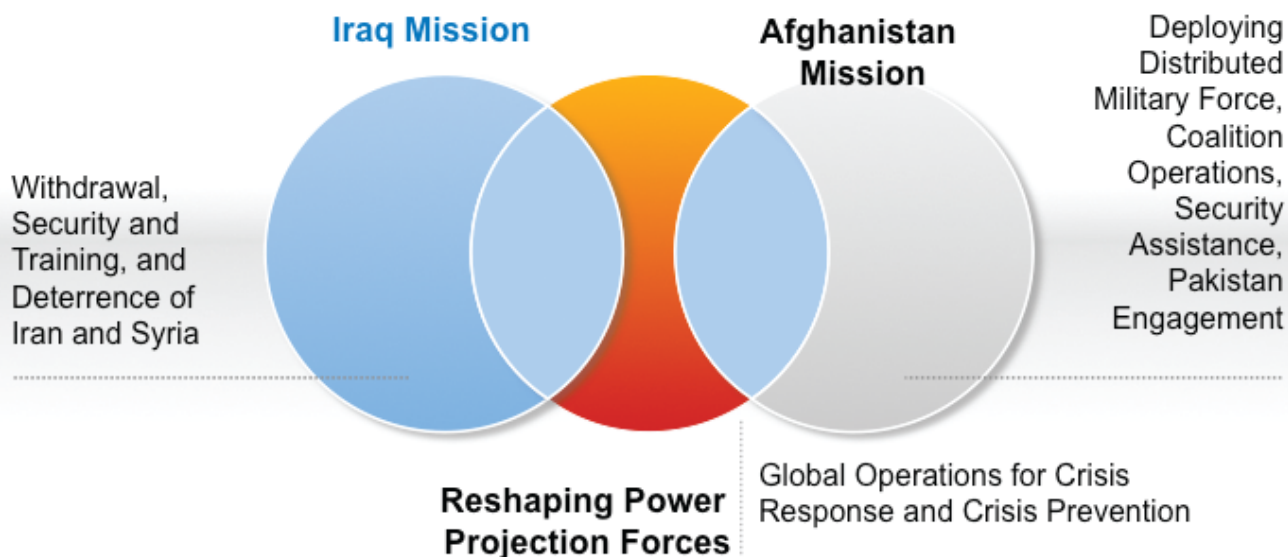 Iraq Mission
Afghanistan
Mission
Deploying
Distributed
Military Force,
Coalition
Operations,
Security
Assistance,
Pakistan
Engagement
Withdrawal,
Security and
Training, and
Deterrence of
Iran and Syria
Reshaping Power
Projection Forces
Global Operations for Crisis
Response and Crisis Prevention